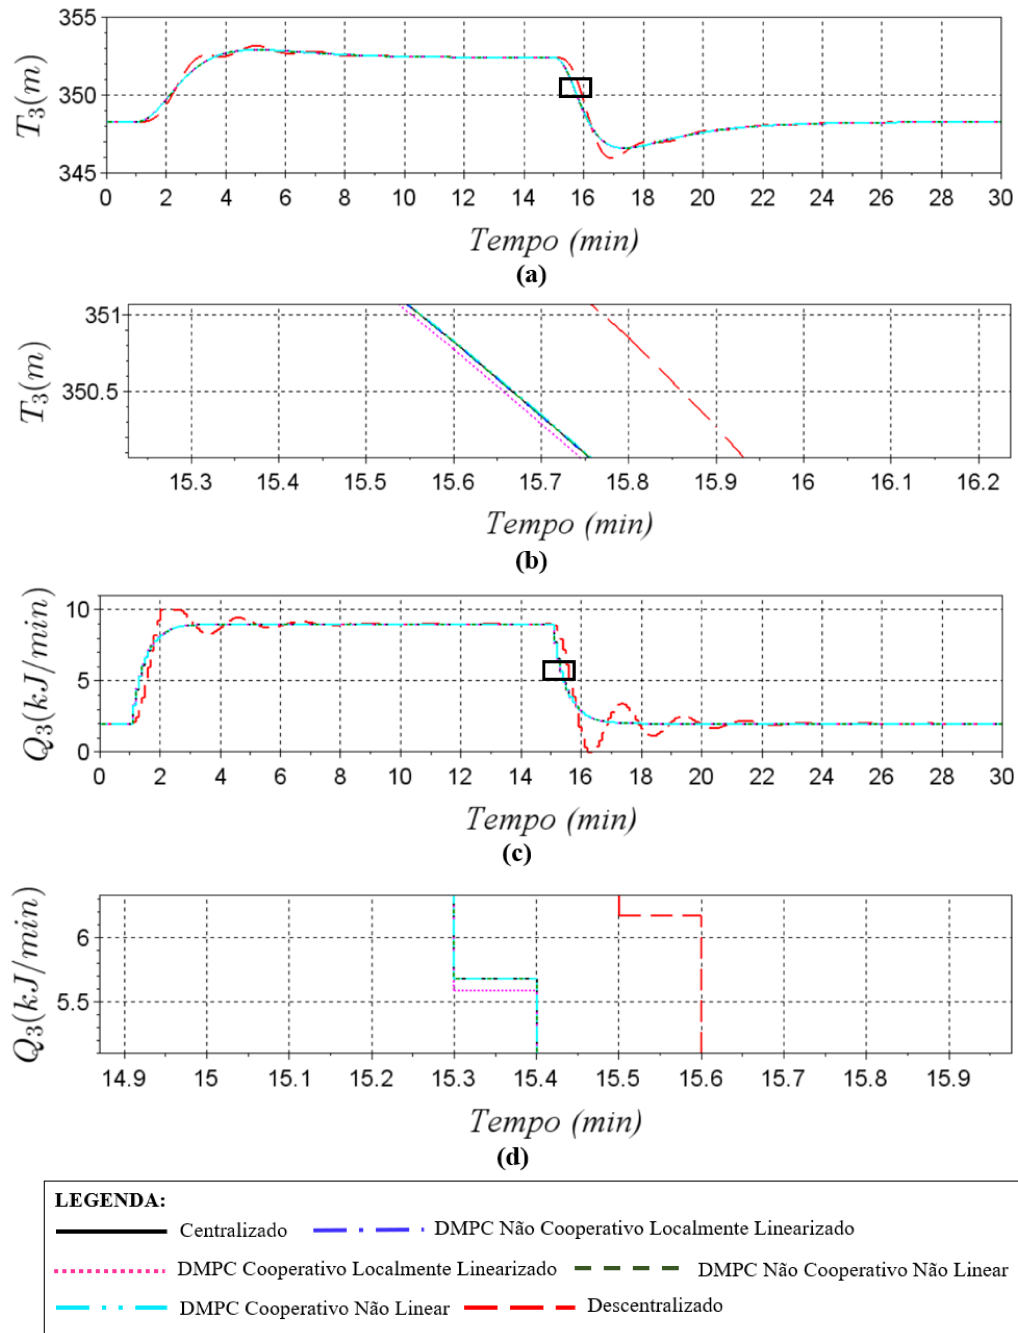 355
350
345
T3(m)
0 2 4 6 8 10 12 14 16 18 20 22 24 26 28 30
Tempo (min)
(a)
351
350.5
T3(m)
15.3 15.4 15.5 15.6 15.7 15.8 15.9 16 16.1 16.2
Tempo (min)
(b)
10
5
0
Q3(kJ/min)
0 2 4 6 8 10 12 14 16 18 20 22 24 26 28 30
Tempo (min)
(c)
6
5.5
Q3(kJ/min)
14.9 15 15.1 15.2 15.3 15.4 15.5 15.6 15.7 15.8 15.9
Tempo (min)
(d)
LEGENDA:
Centralizado DMPC Não Cooperativo Localmente Linearizado
DMPC Cooperativo Localmente Linearizado DMPC Não Cooperativo Não Linear
DMPC Cooperativo Não Linear Descentralizado